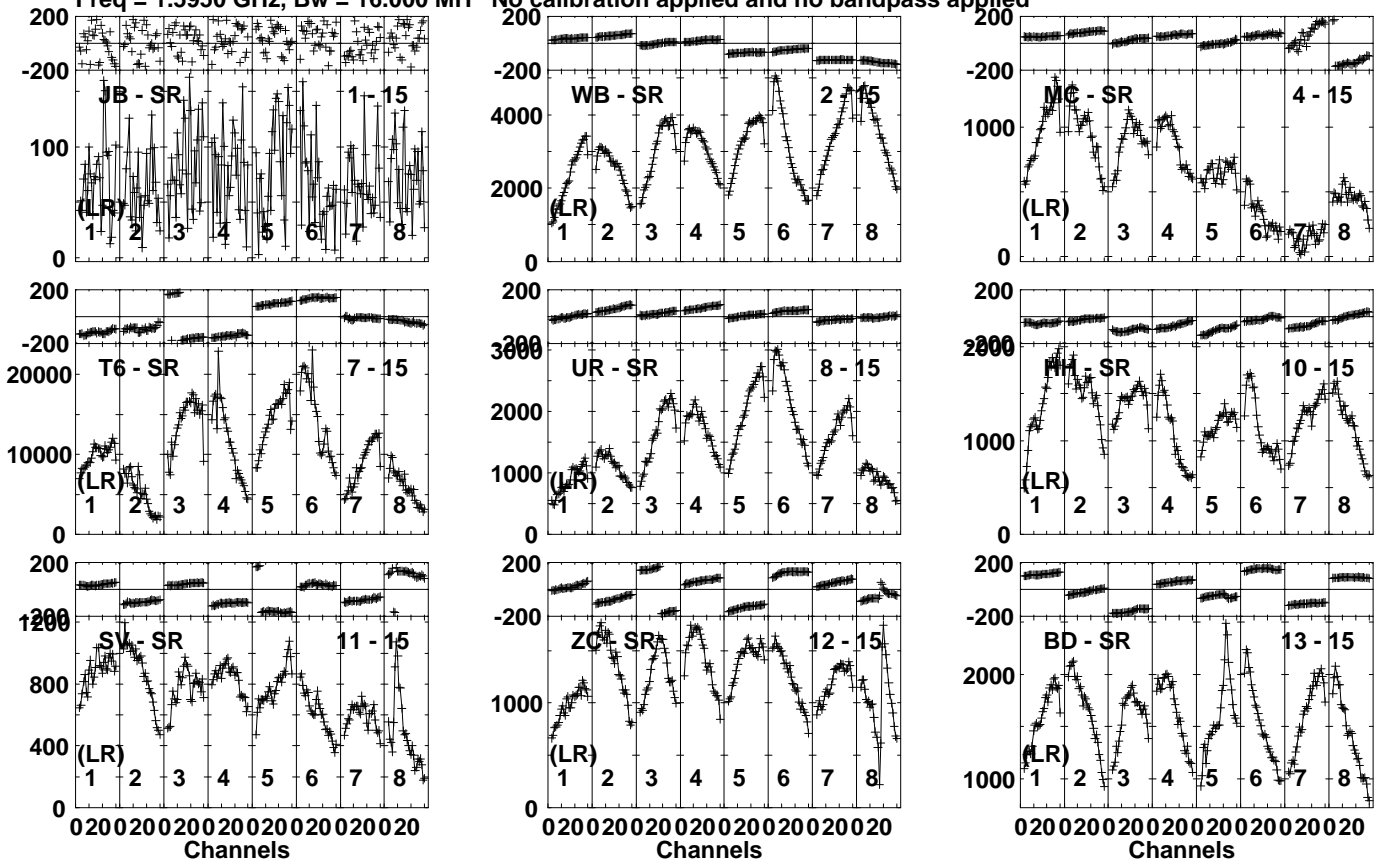 Freq = 1.5950 GHz, Bw = 16.000 MH No calibration applied and no bandpass applied
200
-200
JB - SR 1 - 15
100
0
(LR)
1 2 3 4 5 6 7 8
200
-200
WB - SR 2 - 15
4000
2000
0
(LR)
1 2 3 4 5 6 7 8
200
-200
MC - SR 4 - 15
1000
0
(LR)
1 2 3 4 5 6 7 8
200
-200
T6 - SR 7 - 15
20000
10000
0
(LR)
1 2 3 4 5 6 7 8
200
-200
3000
UR - SR 8 - 15
2000
1000
0
(LR)
1 2 3 4 5 6 7 8
200
-200
2000
HH - SR 10 - 15
1000
0
(LR)
1 2 3 4 5 6 7 8
200
-200
1200
SV - SR 11 - 15
800
400
0
(LR)
1 2 3 4 5 6 7 8
0 20 0 20 0 20 0 20 0 20 0 20 0 20 0 20
Channels
200
-200
ZC - SR 12 - 15
1000
0
(LR)
1 2 3 4 5 6 7 8
0 20 0 20 0 20 0 20 0 20 0 20 0 20 0 20
Channels
200
-200
BD - SR 13 - 15
2000
1000
(LR)
1 2 3 4 5 6 7 8
0 20 0 20 0 20 0 20 0 20 0 20 0 20 0 20
Channels